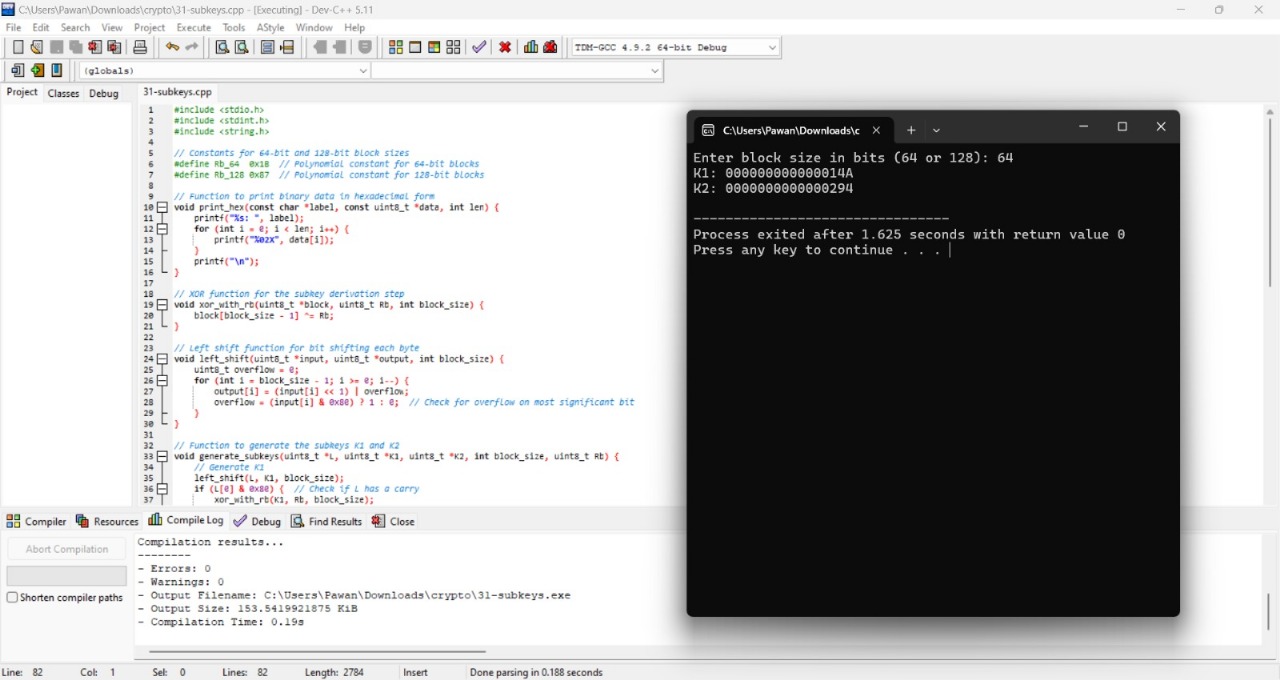 C:\Users\Pawan\Downloads\crypto\31-subkeys.cpp - [Executing] - Dev-C++ 5.11
File Edit Search View Project Execute Tools AStyle Window Help
TDM-GCC 4.9.2 64-bit Debug
(globals)
Project Classes Debug
31-subkeys.cpp
1 #include <stdio.h>
2 #include <stdint.h>
3 #include <string.h>
4
5 // Constants for 64-bit and 128-bit block sizes
6 #define Rb_64 0x1B // Polynomial constant for 64-bit blocks
7 #define Rb_128 0x87 // Polynomial constant for 128-bit blocks
8
9 // Function to print binary data in hexadecimal form
10 void print_hex(const char *label, const uint8_t *data, int len) {
11 printf("%s: ", label);
12 for (int i = 0; i < len; i++) {
13 printf("%02X", data[i]);
14 }
15 printf("\n");
16 }
17
18 // XOR function for the subkey derivation step
19 void xor_with_rb(uint8_t *block, uint8_t Rb, int block_size) {
20 block[block_size - 1] ^= Rb;
21 }
22
23 // Left shift function for bit shifting each byte
24 void left_shift(uint8_t *input, uint8_t *output, int block_size) {
25 uint8_t overflow = 0;
26 for (int i = block_size - 1; i >= 0; i--) {
27 output[i] = (input[i] << 1) | overflow;
28 overflow = (input[i] & 0x80) ? 1 : 0; // Check for overflow on most significant bit
29 }
30 }
31
32 // Function to generate the subkeys K1 and K2
33 void generate_subkeys(uint8_t *L, uint8_t *K1, uint8_t *K2, int block_size, uint8_t Rb) {
34 // Generate K1
35 left_shift(L, K1, block_size);
36 if (L[0] & 0x80) { // Check if L has a carry
37 xor_with_rb(K1, Rb, block_size);
C:\Users\Pawan\Downloads\c
Enter block size in bits (64 or 128): 64
K1: 000000000000014A
K2: 0000000000000294
--------------------------------
Process exited after 1.625 seconds with return value 0
Press any key to continue . . .
Compiler Resources Compile Log Debug Find Results Close
Abort Compilation
Shorten compiler paths
Compilation results...
--------
- Errors: 0
- Warnings: 0
- Output Filename: C:\Users\Pawan\Downloads\crypto\31-subkeys.exe
- Output Size: 153.5419921875 KiB
- Compilation Time: 0.19s
Line: 82 Col: 1 Sel: 0 Lines: 82 Length: 2784 Insert Done parsing in 0.188 seconds